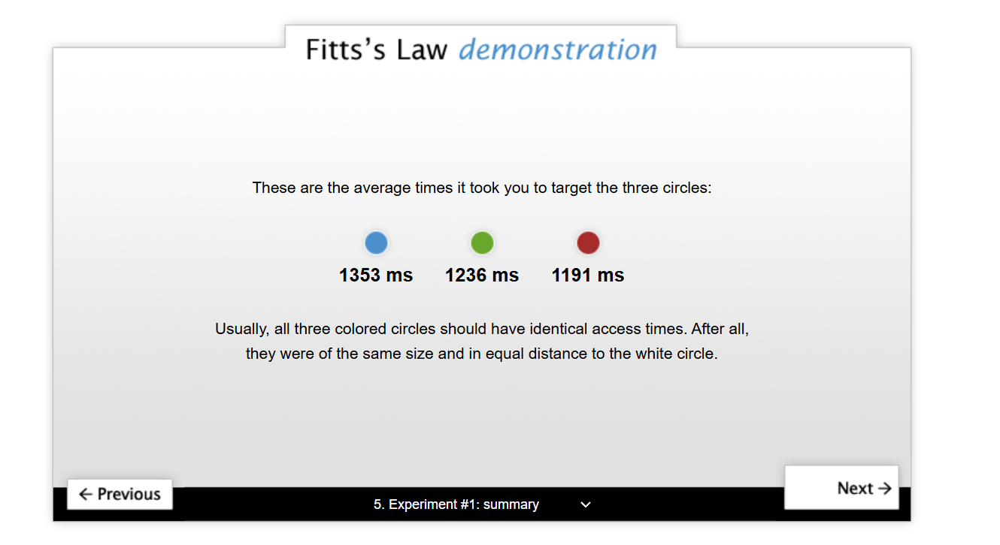 Fitts’s Law demonstration
These are the average times it took you to target the three circles:
1353 ms 1236 ms 1191 ms
Usually, all three colored circles should have identical access times. After all,
they were of the same size and in equal distance to the white circle.
← Previous
5. Experiment #1: summary
Next →